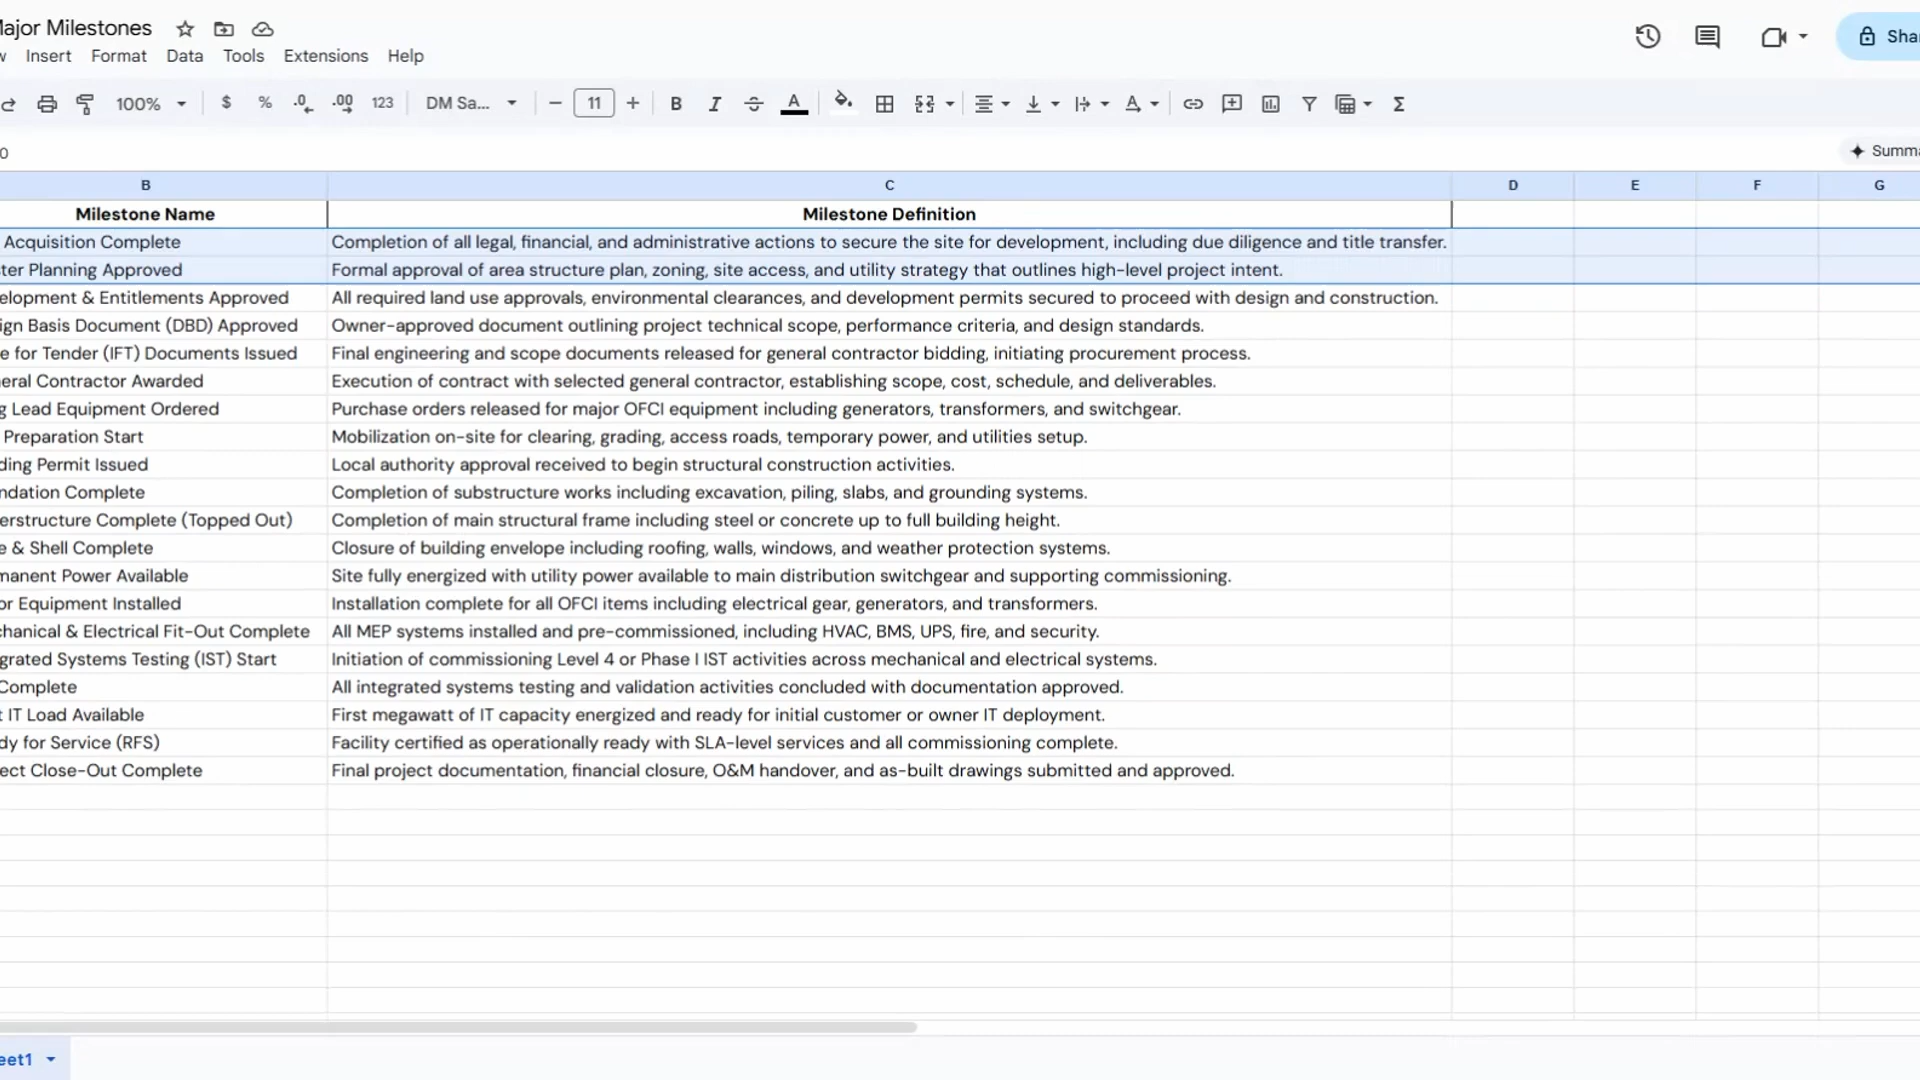 ajor Milestones
w Insert Format Data Tools Extensions Help
Shar
100% $ % .0 .00 123 DM Sa... − 11 + B I A Σ
0
Summa
B C D E F G
Milestone Name Milestone Definition
Acquisition Complete Completion of all legal, financial, and administrative actions to secure the site for development, including due diligence and title transfer.
ter Planning Approved Formal approval of area structure plan, zoning, site access, and utility strategy that outlines high-level project intent.
elopment & Entitlements Approved All required land use approvals, environmental clearances, and development permits secured to proceed with design and construction.
ign Basis Document (DBD) Approved Owner-approved document outlining project technical scope, performance criteria, and design standards.
e for Tender (IFT) Documents Issued Final engineering and scope documents released for general contractor bidding, initiating procurement process.
neral Contractor Awarded Execution of contract with selected general contractor, establishing scope, cost, schedule, and deliverables.
g Lead Equipment Ordered Purchase orders released for major OFCI equipment including generators, transformers, and switchgear.
Preparation Start Mobilization on-site for clearing, grading, access roads, temporary power, and utilities setup.
ding Permit Issued Local authority approval received to begin structural construction activities.
ndation Complete Completion of substructure works including excavation, piling, slabs, and grounding systems.
erstructure Complete (Topped Out) Completion of main structural frame including steel or concrete up to full building height.
e & Shell Complete Closure of building envelope including roofing, walls, windows, and weather protection systems.
manent Power Available Site fully energized with utility power available to main distribution switchgear and supporting commissioning.
or Equipment Installed Installation complete for all OFCI items including electrical gear, generators, and transformers.
chanical & Electrical Fit-Out Complete All MEP systems installed and pre-commissioned, including HVAC, BMS, UPS, fire, and security.
grated Systems Testing (IST) Start Initiation of commissioning Level 4 or Phase I IST activities across mechanical and electrical systems.
Complete All integrated systems testing and validation activities concluded with documentation approved.
t IT Load Available First megawatt of IT capacity energized and ready for initial customer or owner IT deployment.
dy for Service (RFS) Facility certified as operationally ready with SLA-level services and all commissioning complete.
ect Close-Out Complete Final project documentation, financial closure, O&M handover, and as-built drawings submitted and approved.
eet1